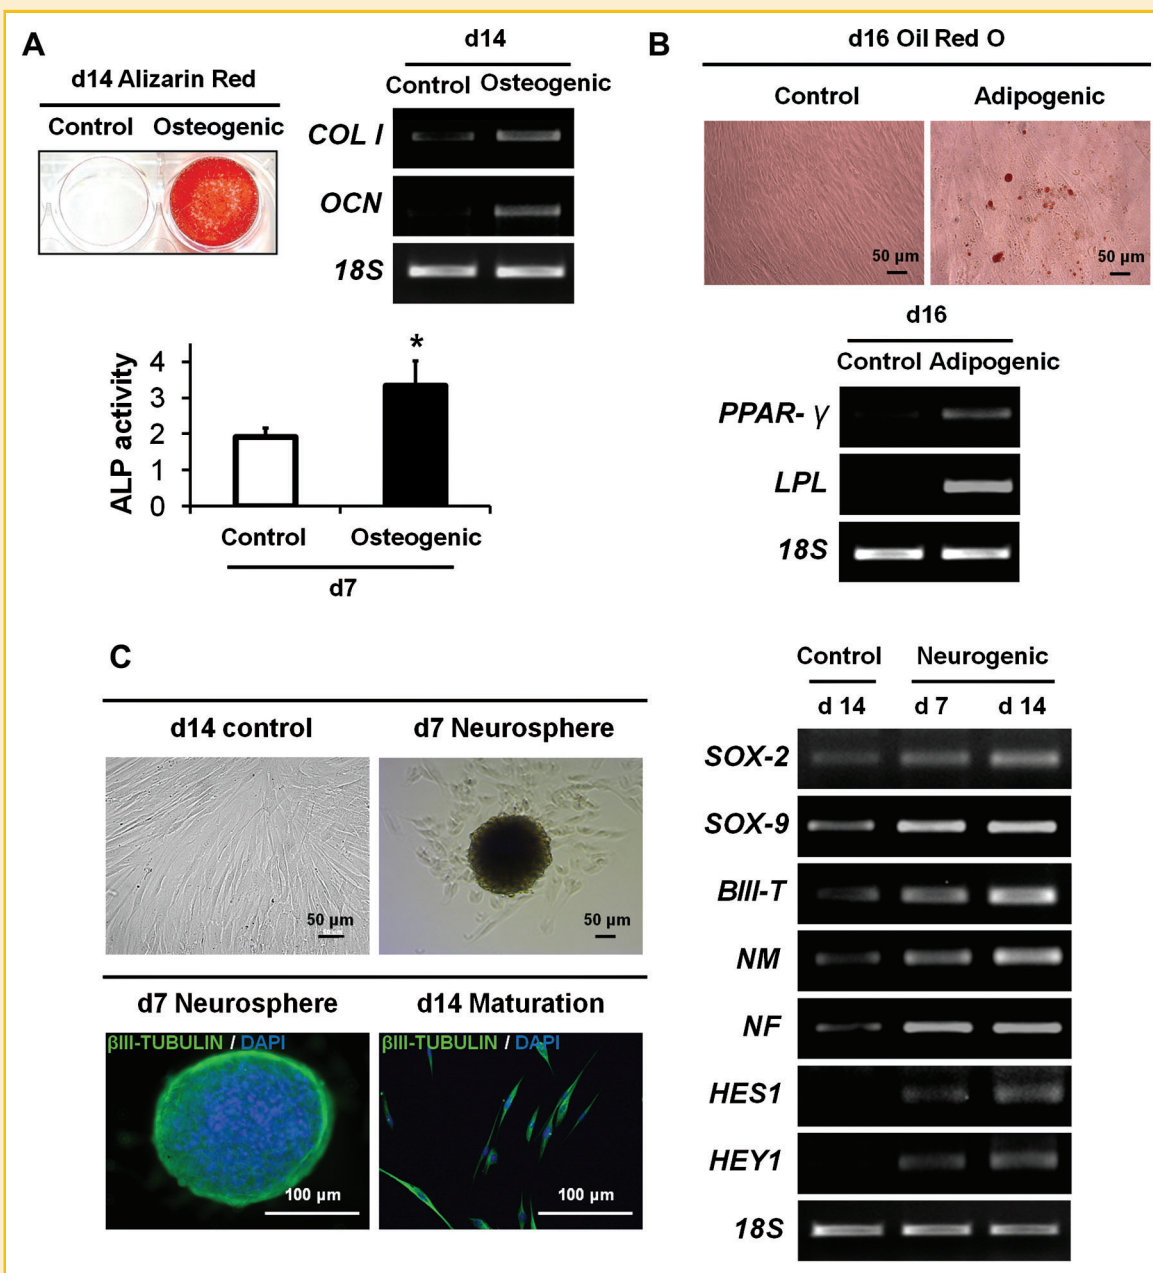 A
d14 Alizarin Red
Control Osteogenic
d14
Control Osteogenic
COL I
OCN
18S
ALP activity
4
3
2
1
0
*
Control Osteogenic
d7
B
d16 Oil Red O
Control Adipogenic
50 μm
50 μm
d16
Control Adipogenic
PPAR- γ
LPL
18S
C
d14 control d7 Neurosphere
50 μm
50 μm
50 μm
d7 Neurosphere d14 Maturation
βIII-TUBULIN / DAPI
100 μm
βIII-TUBULIN / DAPI
100 μm
Control Neurogenic
d 14 d 7 d 14
SOX-2
SOX-9
BIII-T
NM
NF
HES1
HEY1
18S